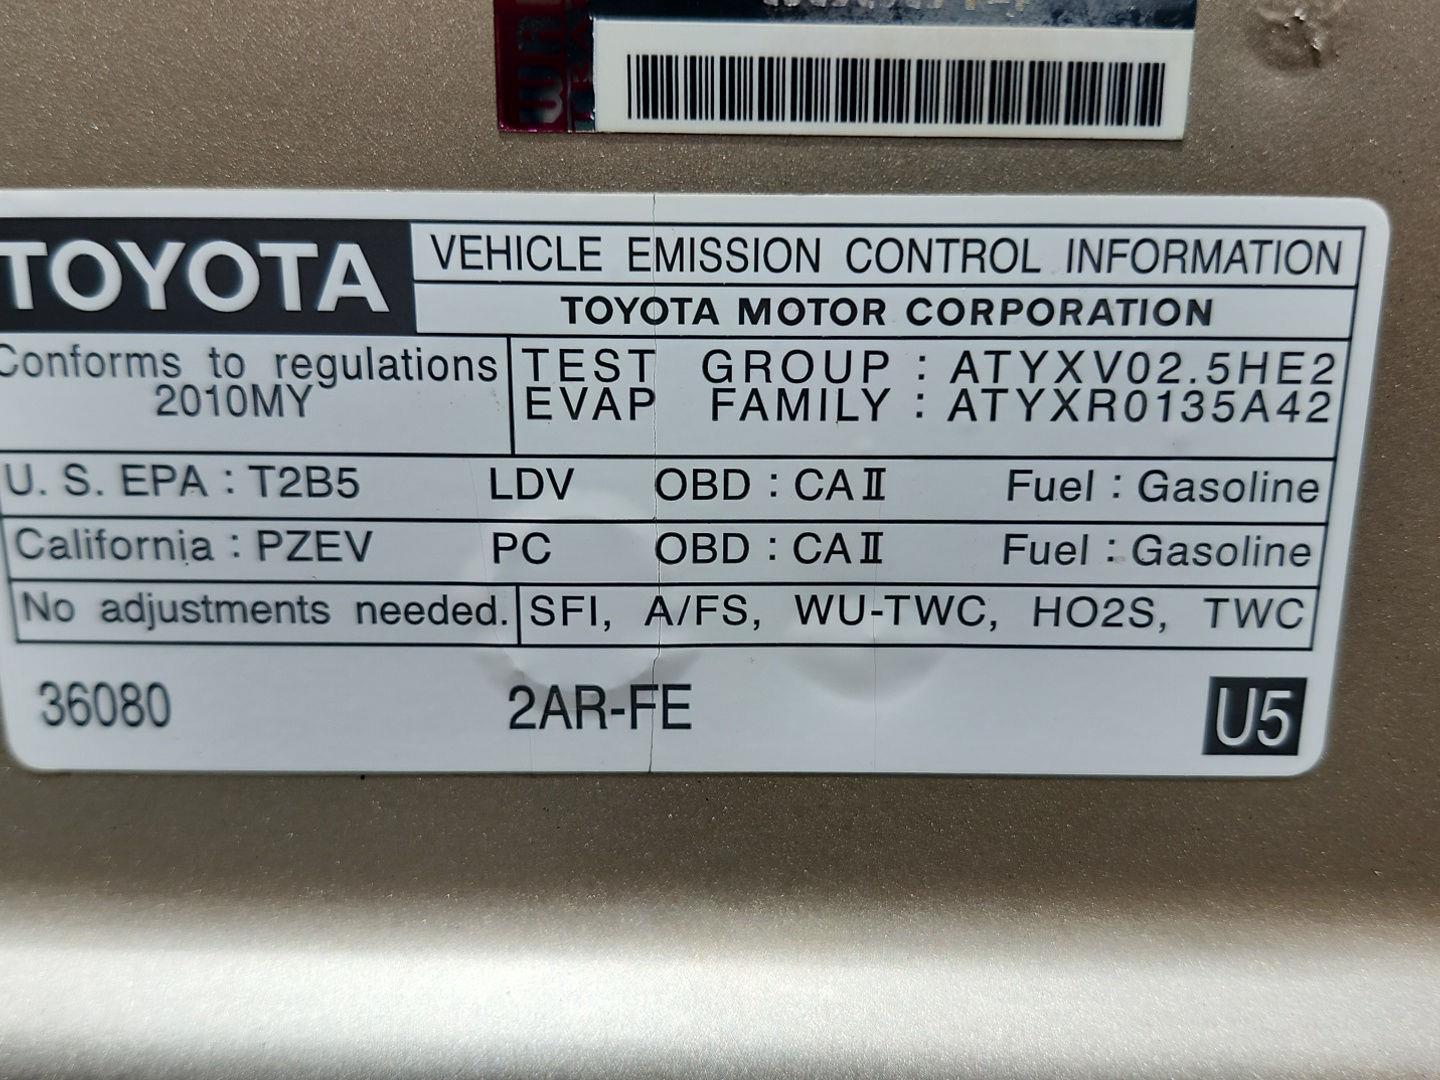 TOYOTA
VEHICLE EMISSION CONTROL INFORMATION
TOYOTA MOTOR CORPORATION
Conforms to regulations
2010MY
TEST GROUP : ATYXV02.5HE2
EVAP FAMILY : ATYXR0135A42
U. S. EPA : T2B5 LDV OBD : CAⅡ Fuel : Gasoline
California : PZEV PC OBD : CAⅡ Fuel : Gasoline
No adjustments needed. SFI, A/FS, WU-TWC, HO2S, TWC
36080 2AR-FE U5